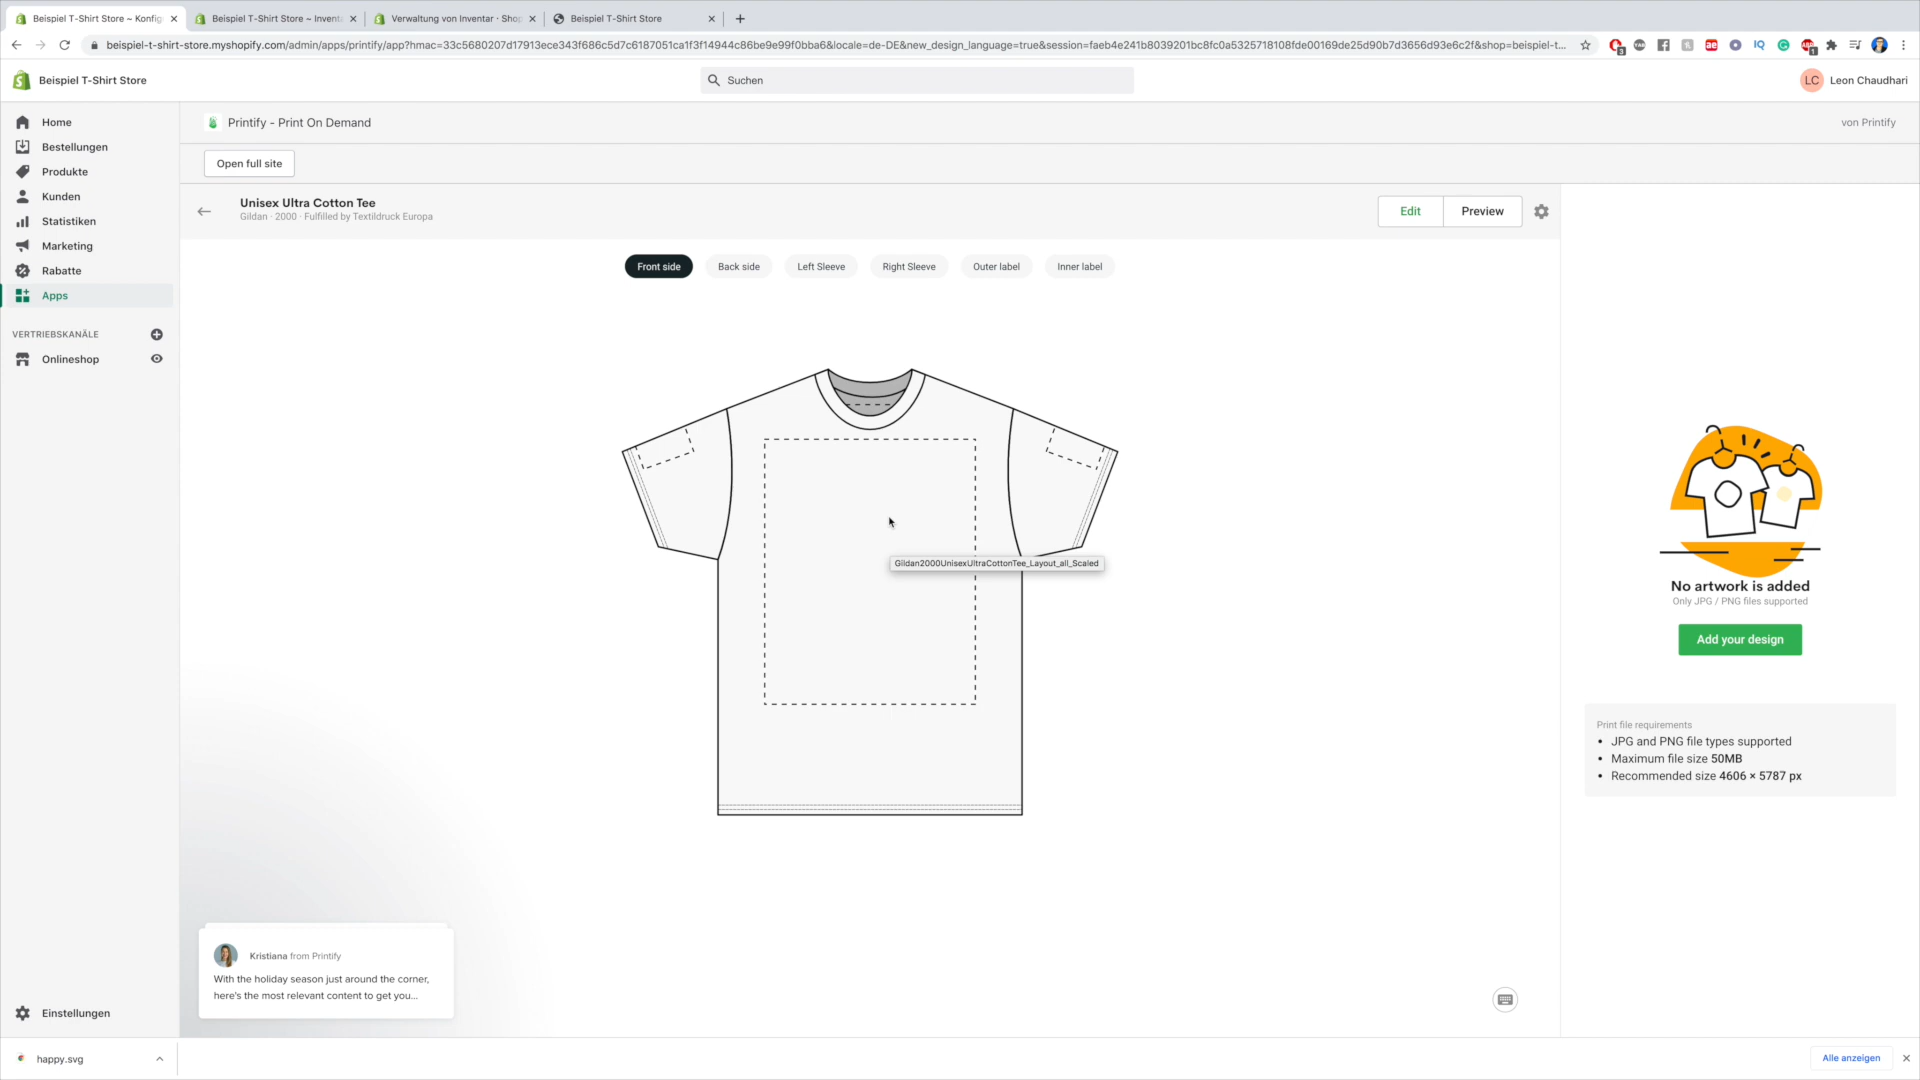 Beispiel T-Shirt Store ~ Konfig
Beispiel T-Shirt Store ~ Invent
Verwaltung von Inventar · Shop
Beispiel T-Shirt Store
beispiel-t-shirt-store.myshopify.com/admin/apps/printify/app?hmac=33c5680207d17913ece343f686c5d7c6187051ca1f3f14944c86be9e99f0bba6&locale=de-DE&new_design_language=true&session=faeb4e241b8039201bc8fc0a5325718108fde00169de25d90b7d3656d93e6c2f&shop=beispiel-t...
Beispiel T-Shirt Store
Suchen
LC
Leon Chaudhari
Home
Bestellungen
Produkte
Kunden
Statistiken
Marketing
Rabatte
Apps
VERTRIEBSKANÄLE
Onlineshop
Einstellungen
Printify - Print On Demand
von Printify
Open full site
Unisex Ultra Cotton Tee
Gildan · 2000 · Fulfilled by Textildruck Europa
Edit
Preview
Front side
Back side
Left Sleeve
Right Sleeve
Outer label
Inner label
Gildan2000UnisexUltraCottonTee_Layout_all_Scaled
No artwork is added
Only JPG / PNG files supported
Add your design
Print file requirements
• JPG and PNG file types supported
• Maximum file size 50MB
• Recommended size 4606 × 5787 px
Kristiana from Printify
With the holiday season just around the corner,
here's the most relevant content to get you...
happy.svg
Alle anzeigen